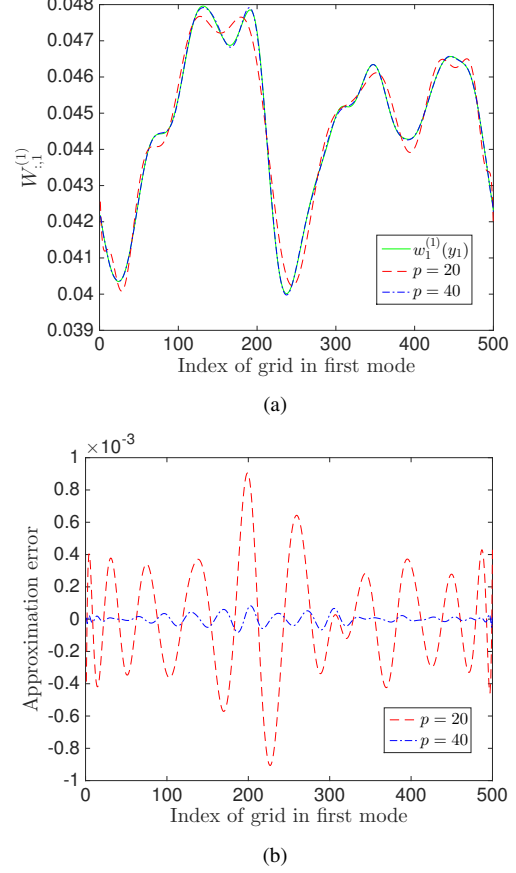 0.048
0.047
0.046
0.045
0.044
0.043
0.042
0.041
0.04
0.039
W_{:,1}^{(1)}
w_1^{(1)}(y_1)
p = 20
p = 40
0 100 200 300 400 500
Index of grid in first mode
(a)
×10^{-3}
1
0.8
0.6
0.4
0.2
0
-0.2
-0.4
-0.6
-0.8
-1
Approximation error
p = 20
p = 40
0 100 200 300 400 500
Index of grid in first mode
(b)